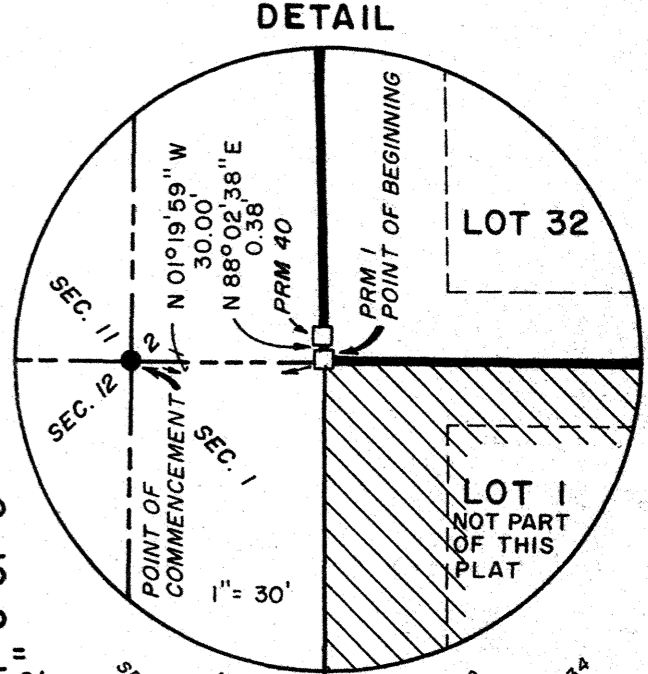 DETAIL
N 01°19'59" W
30.00'
N 88°02'38" E
0.38'
PRM 40
PRM 1
POINT OF BEGINNING
LOT 32
SEC. 11
2
SEC. 12
SEC. 1
POINT OF
COMMENCEMENT
1"= 30'
LOT 1
NOT PART
OF THIS
PLAT